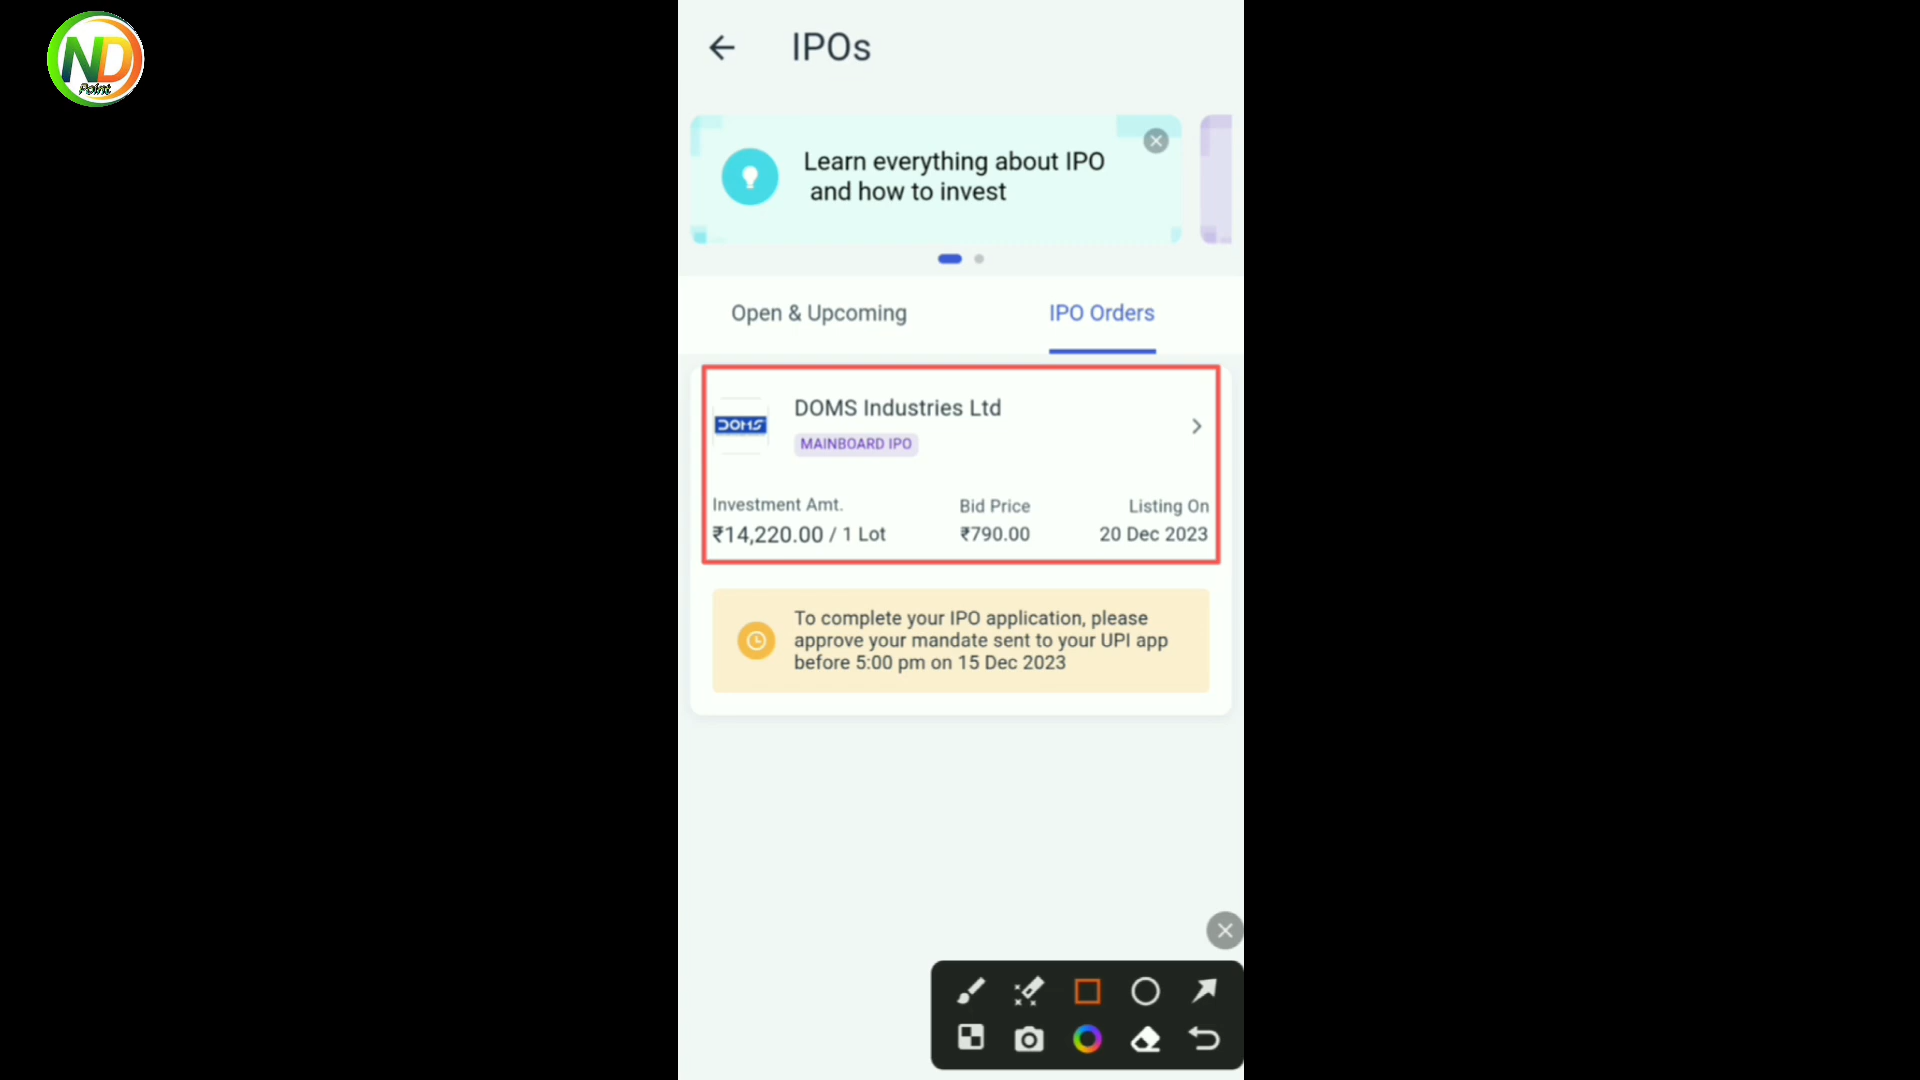 ND
Point
IPOs
Learn everything about IPO
and how to invest
Open & Upcoming
IPO Orders
DOMS
DOMS Industries Ltd
MAINBOARD IPO
Investment Amt.
Bid Price
Listing On
₹14,220.00 / 1 Lot
₹790.00
20 Dec 2023
To complete your IPO application, please
approve your mandate sent to your UPI app
before 5:00 pm on 15 Dec 2023